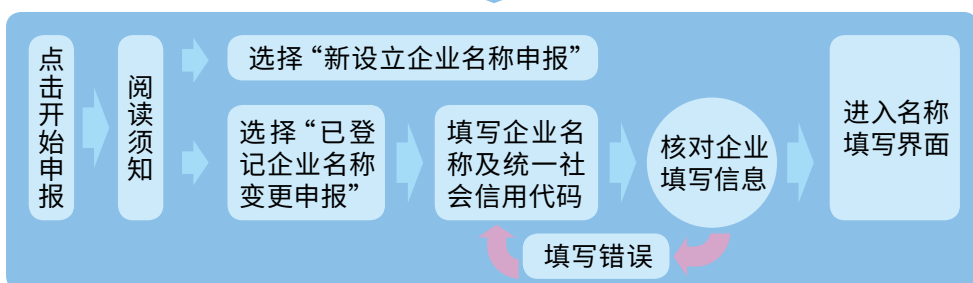 点击开始申报
阅读须知
选择“新设立企业名称申报”
选择“已登
记企业名称
变更申报”
填写企业名
称及统一社
会信用代码
核对企业
填写信息
填写错误
进入名称
填写界面